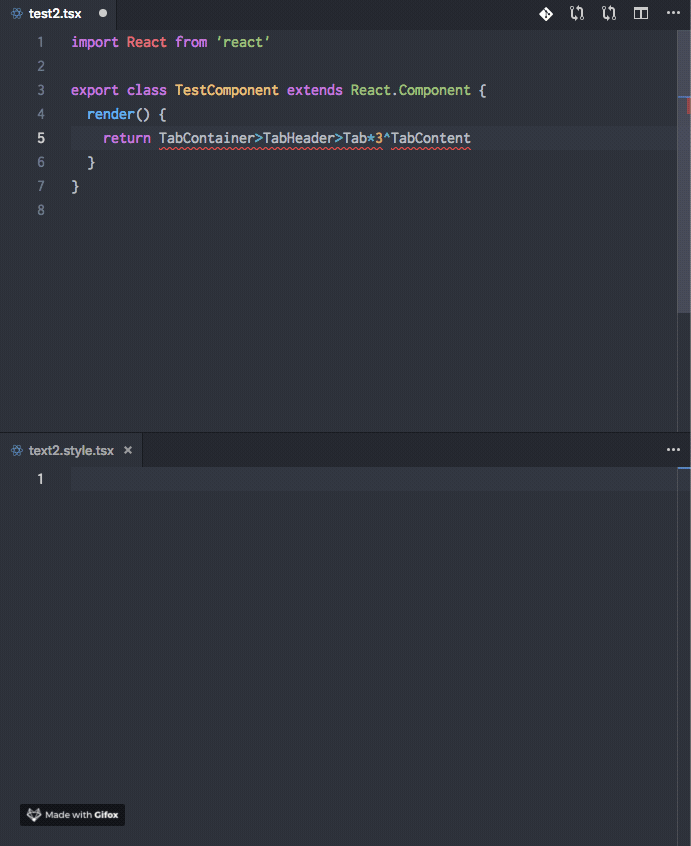 test2.tsx
1 import React from 'react'
2
3 export class TestComponent extends React.Component {
4   render() {
5     return TabContainer>TabHeader>Tab*3^TabContent
6   }
7 }
8
text2.style.tsx
1
Made with Gifox